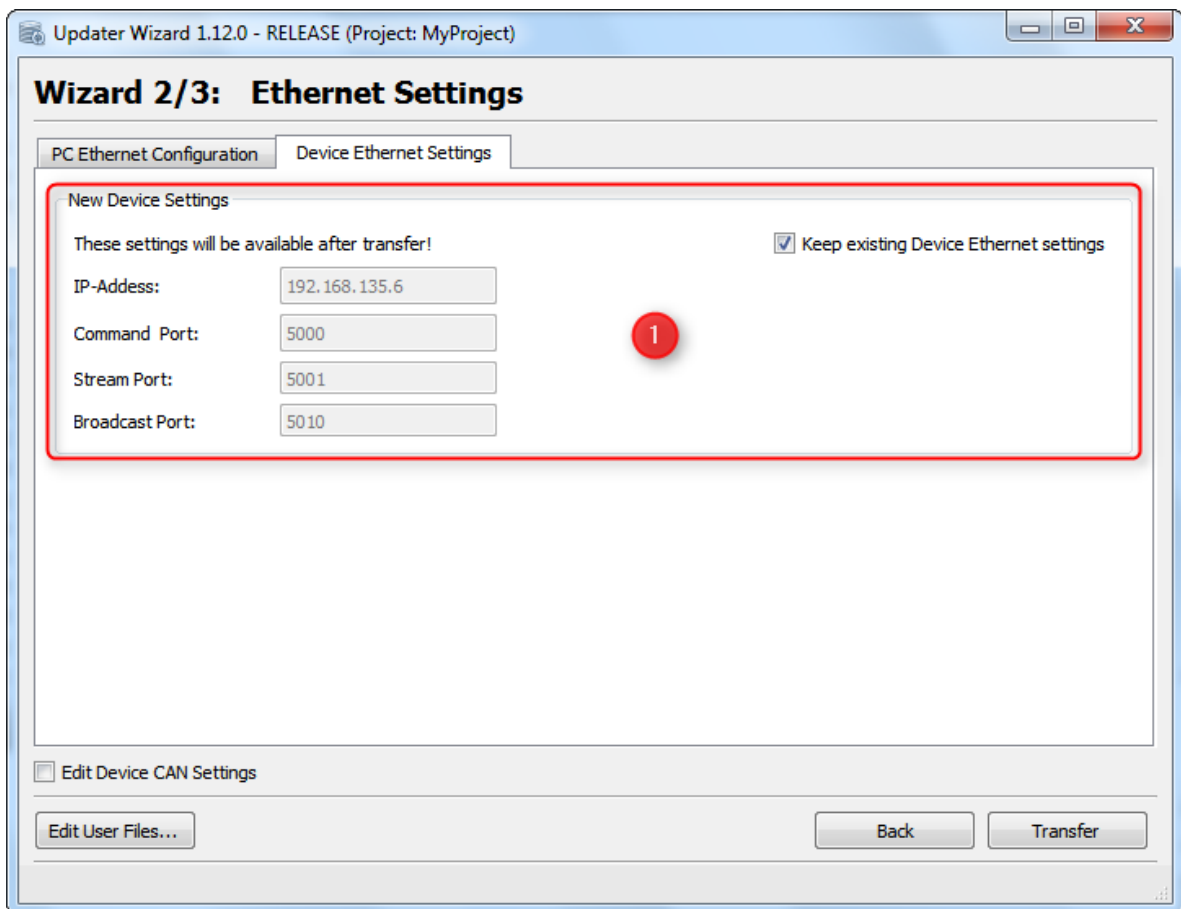 Updater Wizard 1.12.0 - RELEASE (Project: MyProject)
Wizard 2/3: Ethernet Settings
PC Ethernet Configuration
Device Ethernet Settings
New Device Settings
These settings will be available after transfer!
Keep existing Device Ethernet settings
IP-Addess:
192.168.135.6
Command Port:
5000
1
Stream Port:
5001
Broadcast Port:
5010
Edit Device CAN Settings
Edit User Files...
Back
Transfer